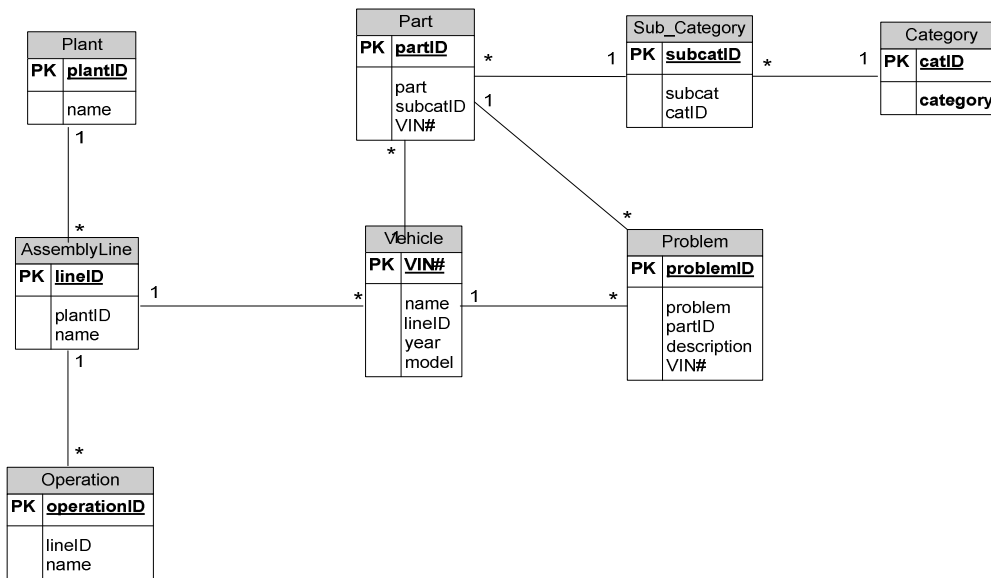 Plant
PK plantID
name
1
*
Part
PK partID
part
subcatID
VIN#
* 1
Sub_Category
PK subcatID
subcat
catID
* 1
Category
PK catID
category
1
*
*
1
AssemblyLine
PK lineID
plantID
name
1 *
Vehicle
PK VIN#
name
lineID
year
model
1 *
Problem
PK problemID
problem
partID
description
VIN#
1
*
Operation
PK operationID
lineID
name